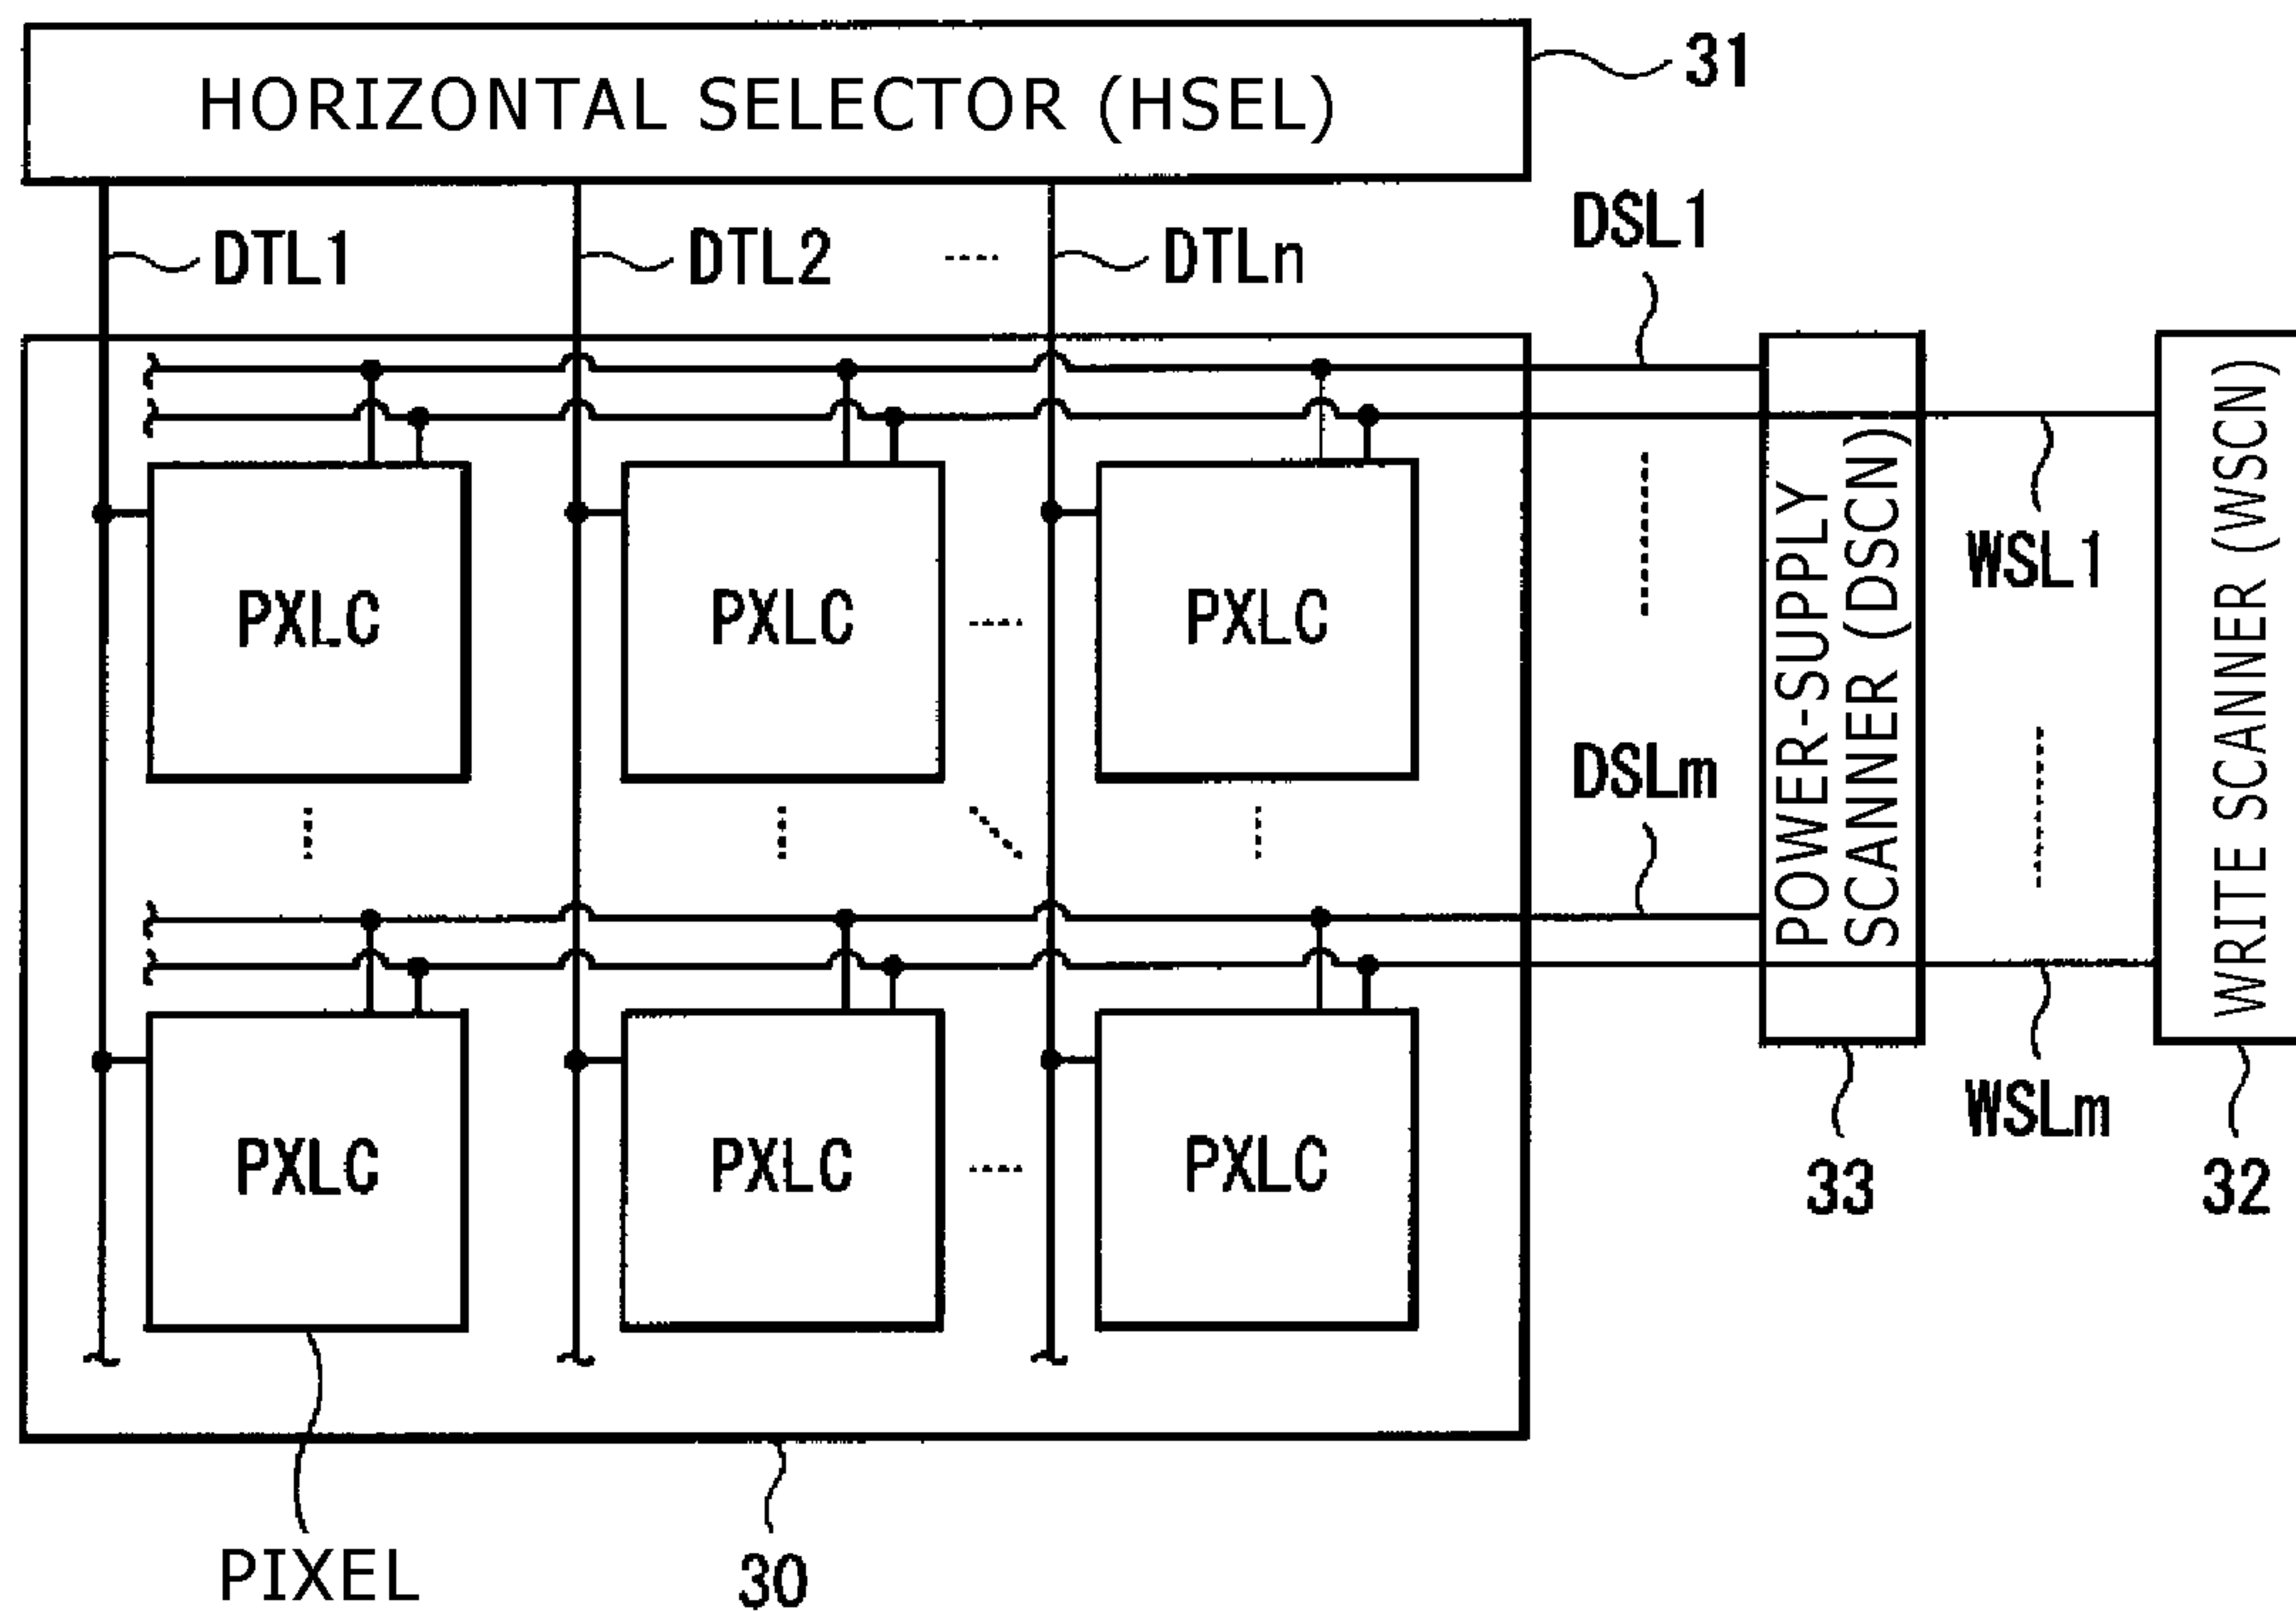 HORIZONTAL SELECTOR (HSEL)
31
DTL1
DTL2
DTLn
DSL1
PXLC
PXLC
PXLC
POWER-SUPPLY
SCANNER (DSCN)
WSL1
WRITE SCANNER (WSCN)
DSLm
PXLC
PXLC
PXLC
WSLm
33
32
PIXEL
30